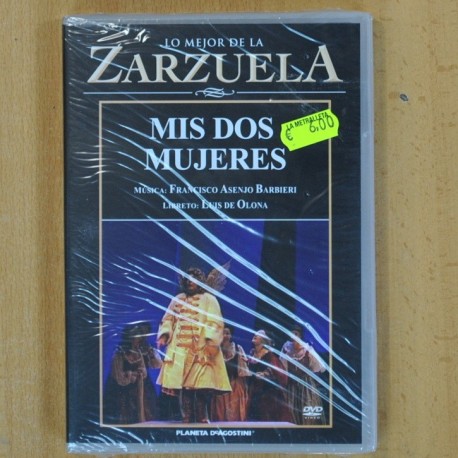 LO MEJOR DE LA
ZARZUELA
MIS DOS
MUJERES
LA METRALLETA
€ 6,00
MÚSICA: FRANCISCO ASENJO BARBIERI
LIBRETO: LUIS DE OLONA
DVD
VIDEO
PLANETA DEAGOSTINI